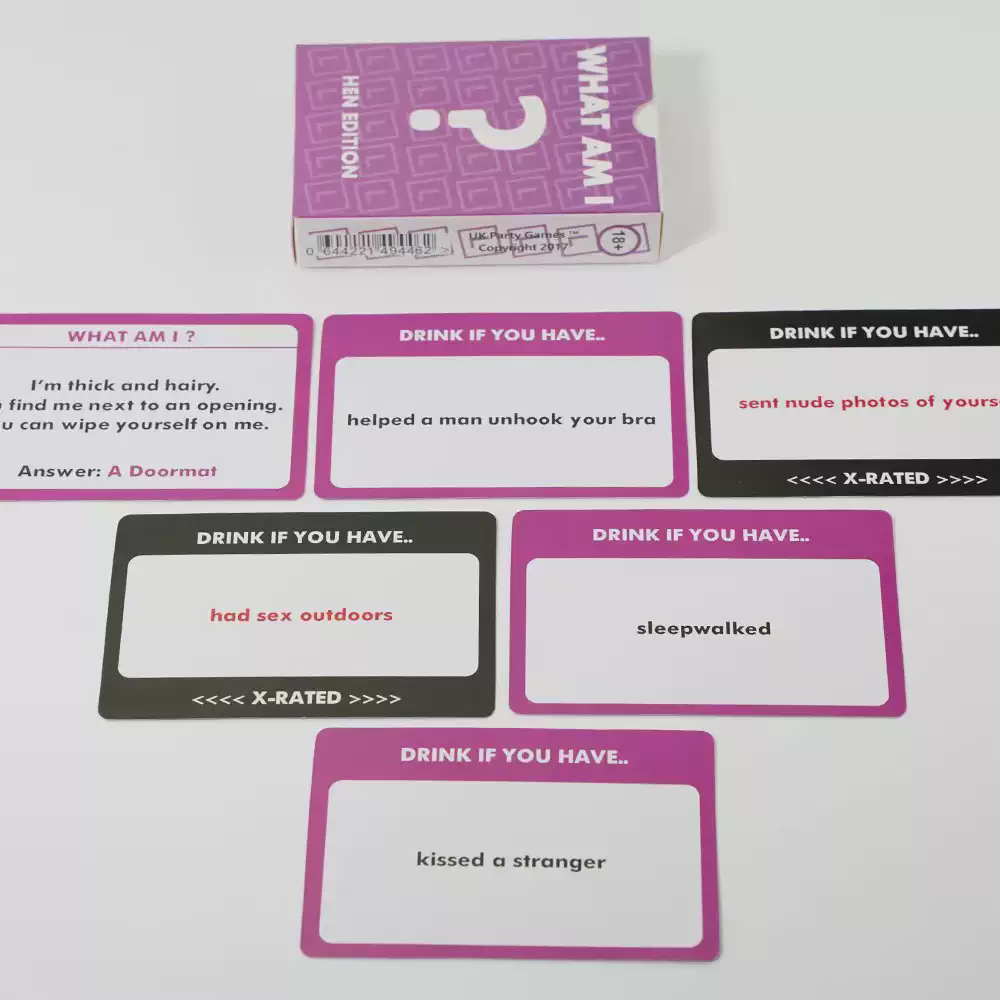 WHAT AM I
?
HEN EDITION
0 644221 494462 >
UK Party Games ™
Copyright 2017
18+
WHAT AM I ?
I'm thick and hairy.
find me next to an opening.
can wipe yourself on me.
Answer: A Doormat
DRINK IF YOU HAVE..
helped a man unhook your bra
DRINK IF YOU HAVE..
sent nude photos of yours
<<<< X-RATED >>>>
DRINK IF YOU HAVE..
had sex outdoors
<<<< X-RATED >>>>
DRINK IF YOU HAVE..
sleepwalked
DRINK IF YOU HAVE..
kissed a stranger